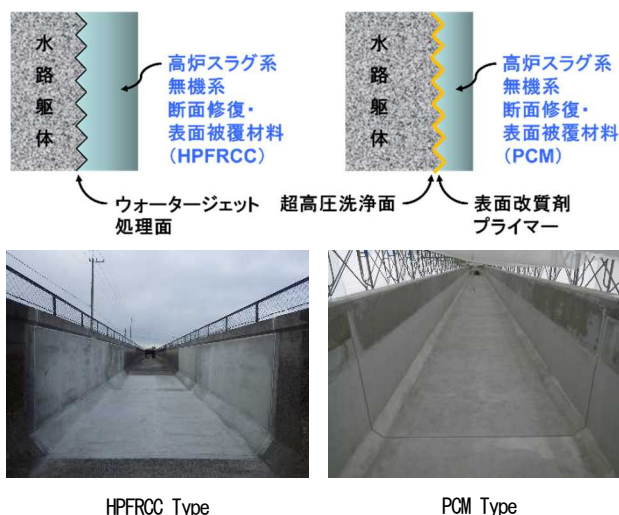 水路躯体
高炉スラグ系
無機系
断面修復・
表面被覆材料
(HPFRCC)
ウォータージェット
処理面
水路躯体
高炉スラグ系
無機系
断面修復・
表面被覆材料
(PCM)
超高圧洗浄面
表面改質剤
プライマー
HPFRCC Type
PCM Type